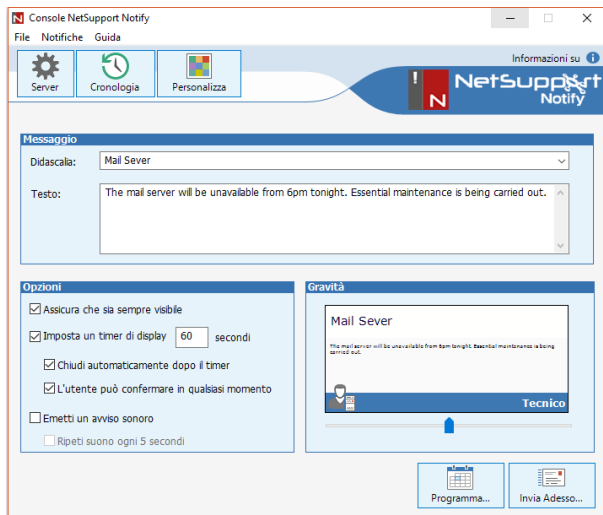 Console NetSupport Notify
File Notifiche Guida
Informazioni su
Server Cronologia Personalizza
NetSupport
Notify
Messaggio
Didascalia: Mail Sever
Testo: The mail server will be unavailable from 6pm tonight. Essential maintenance is being carried out.
Opzioni
Assicura che sia sempre visibile
Imposta un timer di display 60 secondi
Chiudi automaticamente dopo il timer
L'utente può confermare in qualsiasi momento
Emetti un avviso sonoro
Ripeti suono ogni 5 secondi
Gravità
Mail Sever
The mail server will be unavailable from 6pm tonight. Essential maintenance is being
carried out.
Tecnico
Programma... Invia Adesso...